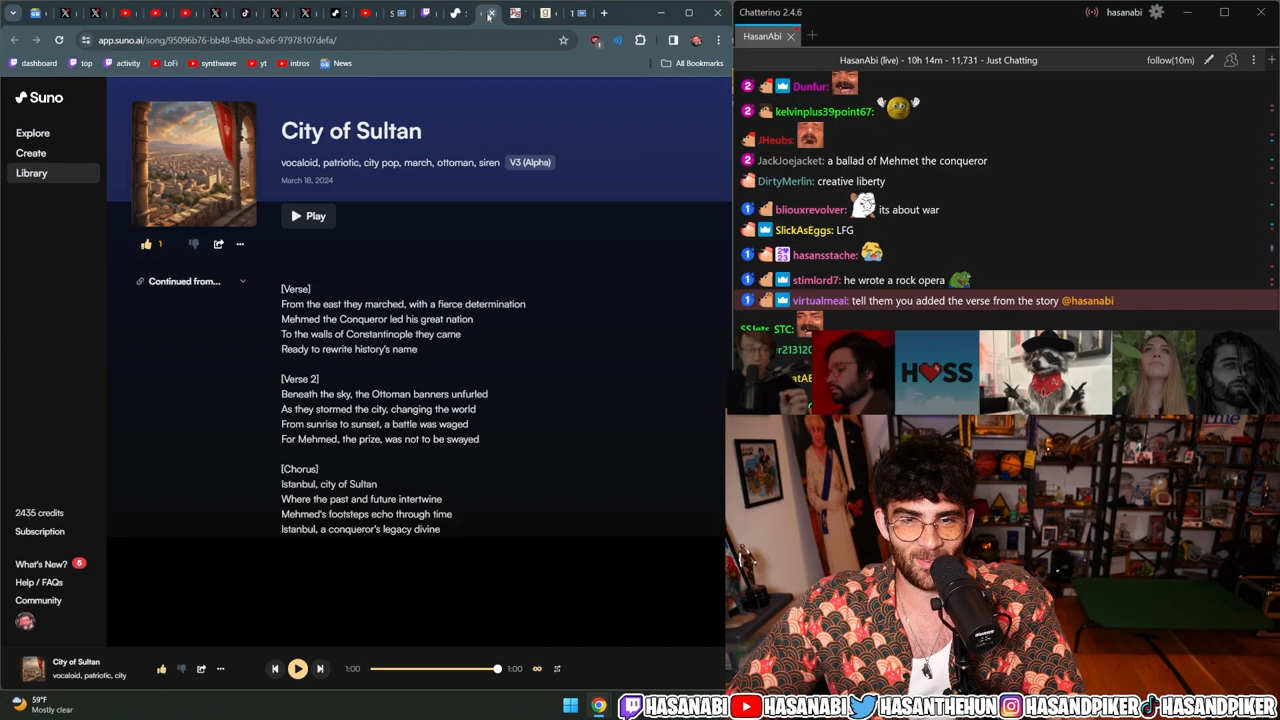 app.suno.ai/song/95096b76-bb48-49bb-a2e6-97978107defa/
dashboard
top
activity
LoFi
synthwave
yt
intros
News
All Bookmarks
Suno
Explore
Create
Library
2435 credits
Subscription
What's New?
Help / FAQs
Community
City of Sultan
vocaloid, patriotic, city pop, march, ottoman, siren
V3 (Alpha)
March 18, 2024
Play
1
Continued from...
[Verse]
From the east they marched, with a fierce determination
Mehmed the Conqueror led his great nation
To the walls of Constantinople they came
Ready to rewrite history's name
[Verse 2]
Beneath the sky, the Ottoman banners unfurled
As they stormed the city, changing the world
From sunrise to sunset, a battle was waged
For Mehmed, the prize, was not to be swayed
[Chorus]
Istanbul, city of Sultan
Where the past and future intertwine
Mehmed's footsteps echo through time
Istanbul, a conqueror's legacy divine
City of Sultan
vocaloid, patriotic, city
1:00
1:00
59°F
Mostly clear
Chatterino 2.4.6
hasanabi
HasanAbi
HasanAbi (live) - 10h 14m - 11,731 - Just Chatting
follow(10m)
2 Dunfur:
2 kelvinplus39point67:
JHeubs:
2 JackJoejacket: a ballad of Mehmet the conqueror
DirtyMerlin: creative liberty
1 bliouxrevolver: its about war
SlickAsEggs: LFG
1 hasansstache:
1 stimlord7: he wrote a rock opera
1 virtualmeal: tell them you added the verse from the story @hasanabi
HOSS
HASANABI HASANABI HASANTHEHUN HASANDPIKER HASANDPIKER